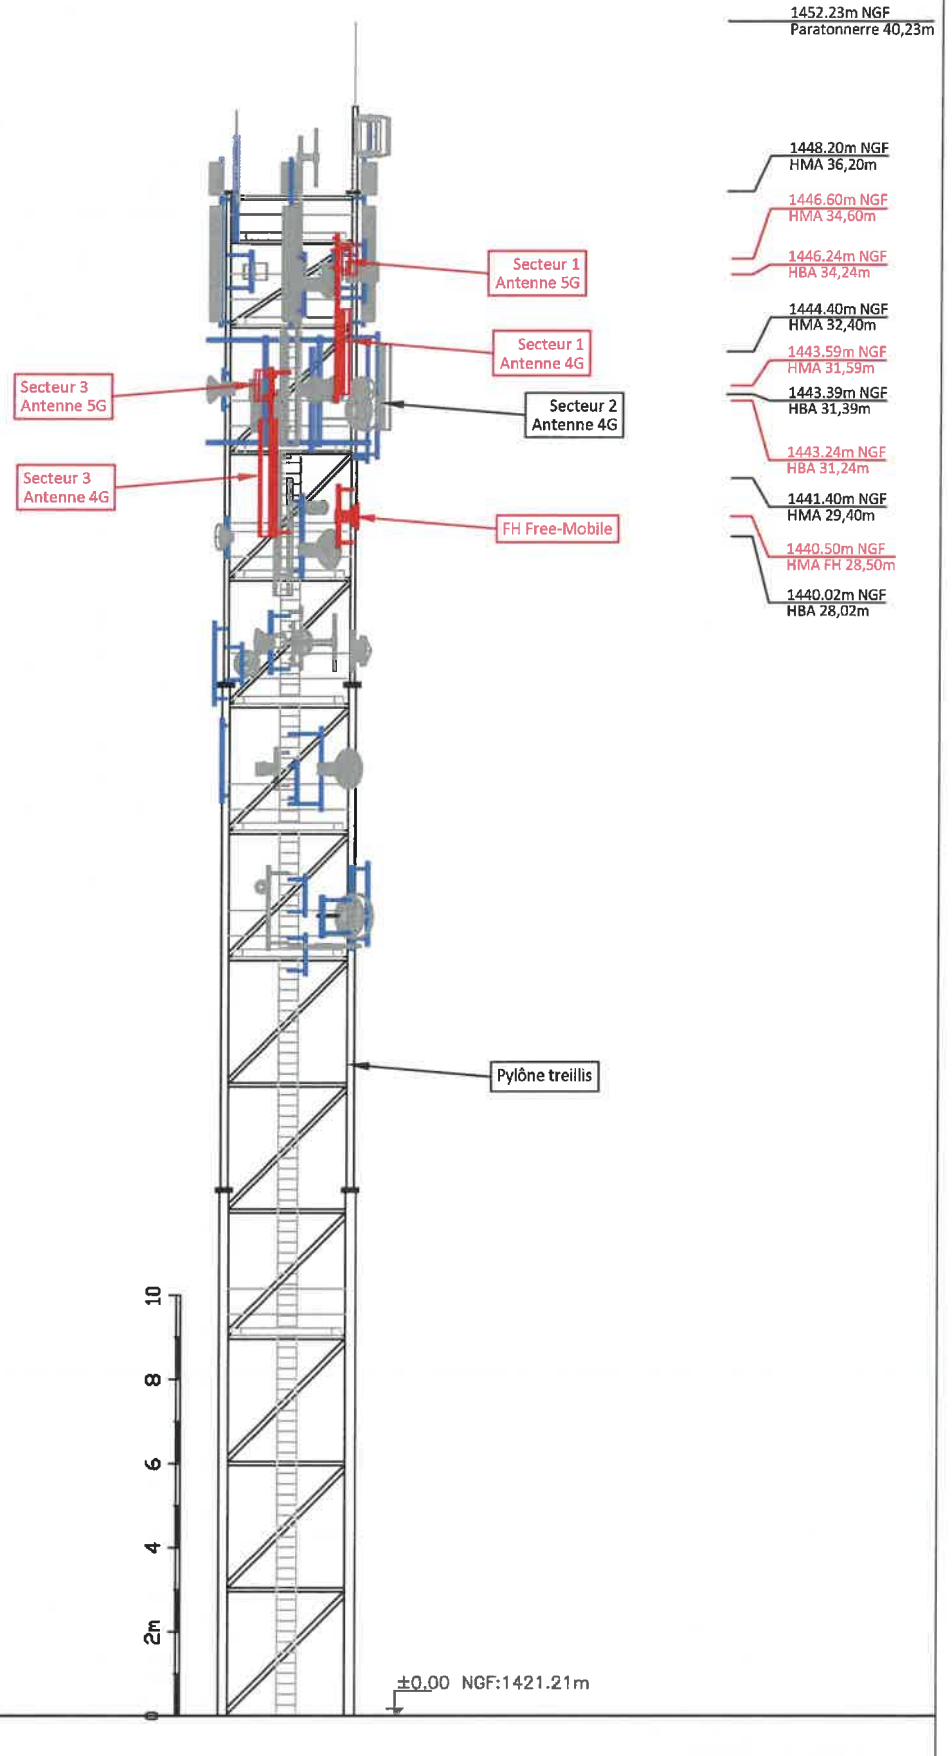 1452.23m NGF
Paratonnerre 40,23m
1448.20m NGF
HMA 36,20m
1446.60m NGF
HMA 34,60m
1446.24m NGF
HBA 34,24m
Secteur 1
Antenne 5G
1444.40m NGF
HMA 32,40m
Secteur 1
Antenne 4G
1443.59m NGF
HMA 31,59m
Secteur 3
Antenne 5G
1443.39m NGF
HBA 31,39m
Secteur 2
Antenne 4G
1443.24m NGF
HBA 31,24m
Secteur 3
Antenne 4G
1441.40m NGF
HMA 29,40m
FH Free-Mobile
1440.50m NGF
HMA FH 28,50m
1440.02m NGF
HBA 28,02m
Pylône treillis
10
8
6
4
2m
0
±0,00 NGF:1421.21m